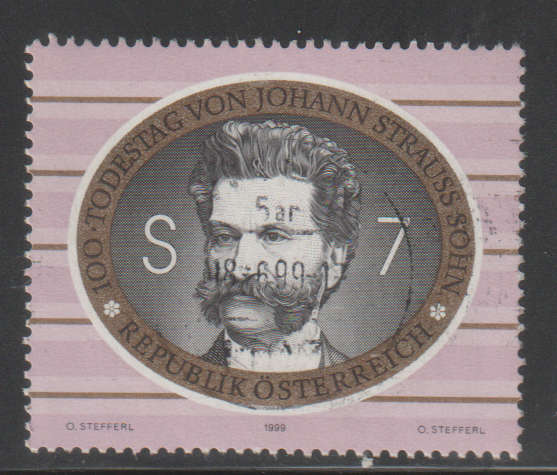 100. TODESTAG VON JOHANN STRAUSS SOHN
S 7
REPUBLIK ÖSTERREICH
O. STEFFERL 1999 O. STEFFERL